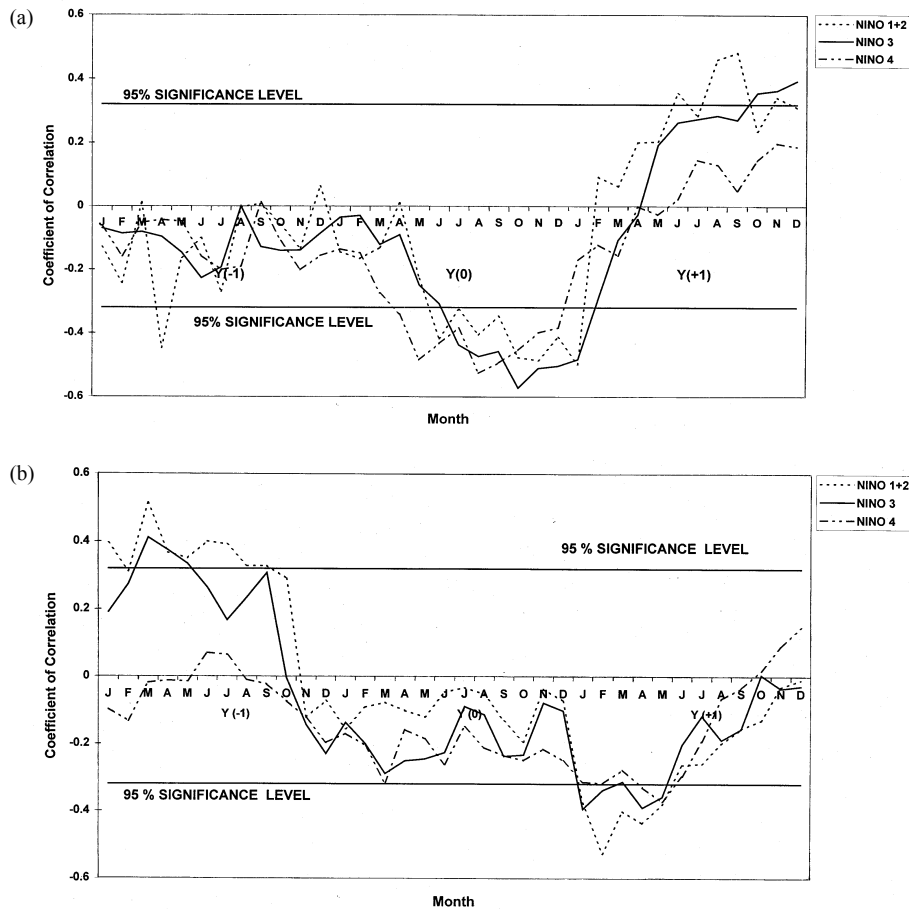 (a)
0.6
0.4
0.2
0
-0.2
-0.4
-0.6
Coefficient of Correlation
95% SIGNIFICANCE LEVEL
J F M A M J J A S O N D J F M A M J J A S O N D J F M A M J J A S O N D
Y(-1) Y(0) Y(+1)
95% SIGNIFICANCE LEVEL
Month
NINO 1+2
NINO 3
NINO 4
(b)
0.6
0.4
0.2
0
-0.2
-0.4
-0.6
Coefficient of Correlation
95 % SIGNIFICANCE LEVEL
J F M A M J J A S O N D J F M A M J J A S O N D J F M A M J J A S O N D
Y (-1) Y (0) Y (+1)
95 % SIGNIFICANCE LEVEL
Month
NINO 1+2
NINO 3
NINO 4